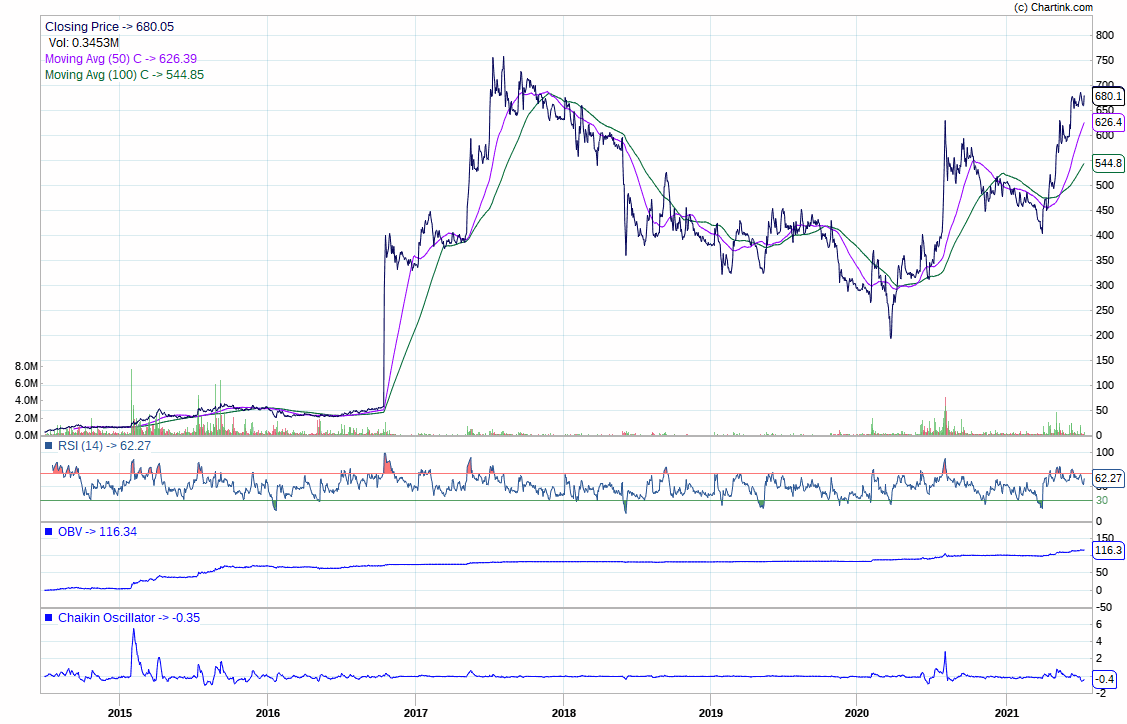 (c) Chartink.com
Closing Price -> 680.05
Vol: 0.3453M
Moving Avg (50) C -> 626.39
Moving Avg (100) C -> 544.85
800
750
700
680.1
650
626.4
600
544.8
500
450
400
350
300
250
200
150
100
50
0
8.0M
6.0M
4.0M
2.0M
0.0M
RSI (14) -> 62.27
100
62.27
50
30
0
OBV -> 116.34
150
116.3
50
0
-50
Chaikin Oscillator -> -0.35
6
4
2
-0.4
-2
2015 2016 2017 2018 2019 2020 2021